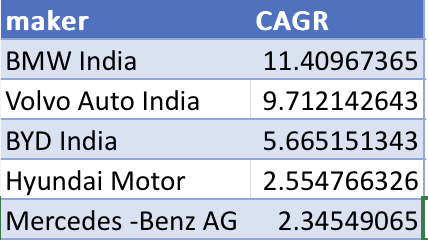 maker CAGR
BMW India 11.40967365
Volvo Auto India 9.712142643
BYD India 5.665151343
Hyundai Motor 2.554766326
Mercedes -Benz AG 2.34549065